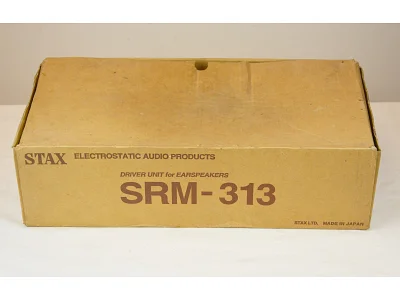 STAX ELECTROSTATIC AUDIO PRODUCTS
DRIVER UNIT for EARSPEAKERS
SRM-313
STAX LTD. MADE IN JAPAN